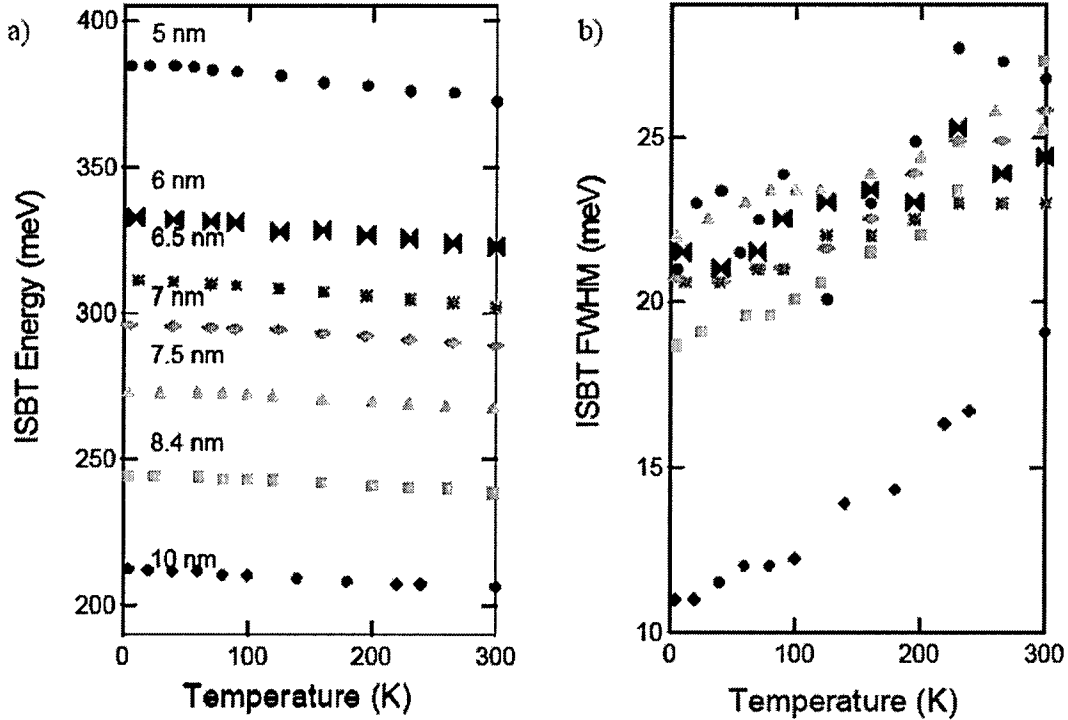 a)
400
350
300
250
200
ISBT Energy (meV)
5 nm
6 nm
6.5 nm
7 nm
7.5 nm
8.4 nm
10 nm
0
100
200
300
Temperature (K)
b)
25
20
15
10
ISBT FWHM (meV)
0
100
200
300
Temperature (K)